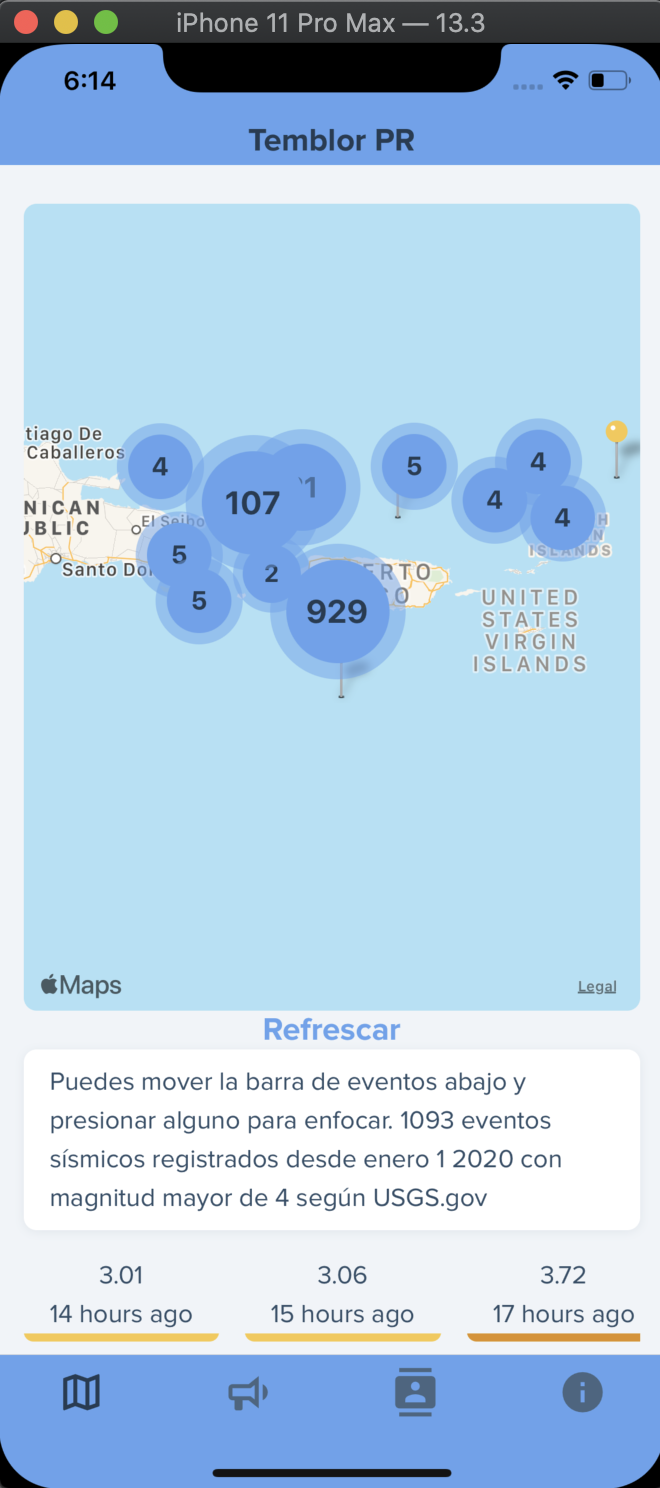 iPhone 11 Pro Max — 13.3
6:14
Temblor PR
tiago De
Caballeros
4
107
5
4
4
4
NICAN
UBLIC
El Seibo
5
2
Santo Do
5
929
ERTO
CO
H
N
ISLANDS
UNITED
STATES
VIRGIN
ISLANDS
Maps
Legal
Refrescar
Puedes mover la barra de eventos abajo y
presionar alguno para enfocar. 1093 eventos
sísmicos registrados desde enero 1 2020 con
magnitud mayor de 4 según USGS.gov
3.01
3.06
3.72
14 hours ago
15 hours ago
17 hours ago